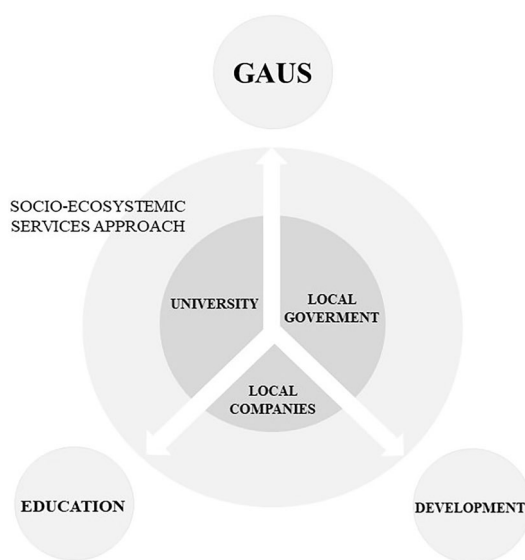 GAUS
SOCIO-ECOSYSTEMIC
SERVICES APPROACH
UNIVERSITY
LOCAL
GOVERMENT
LOCAL
COMPANIES
EDUCATION
DEVELOPMENT